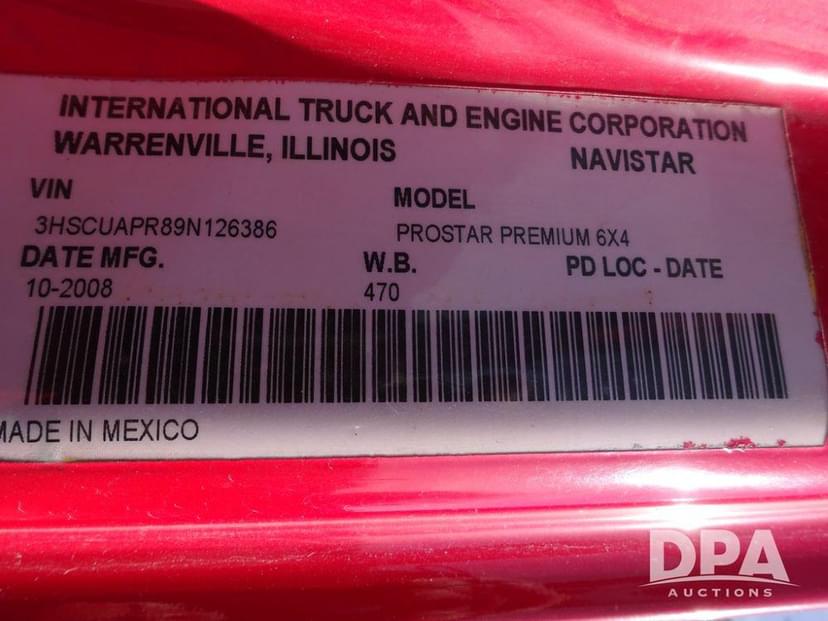 INTERNATIONAL TRUCK AND ENGINE CORPORATION
WARRENVILLE, ILLINOIS NAVISTAR
VIN MODEL
3HSCUAPR89N126386 PROSTAR PREMIUM 6X4
DATE MFG. W.B. PD LOC - DATE
10-2008 470
MADE IN MEXICO
DPA
AUCTIONS